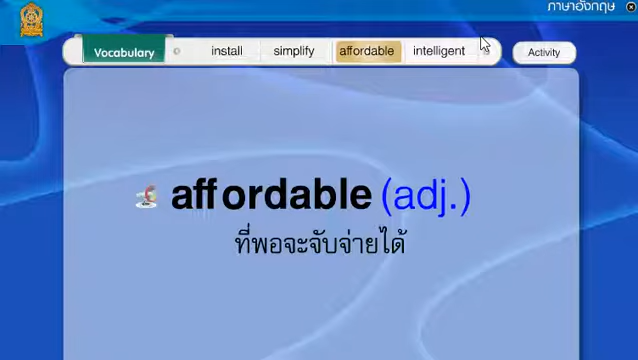 ภาษาอังกฤษ
Vocabulary install simplify affordable intelligent Activity
affordable (adj.)
ที่พอจะจับจ่ายได้